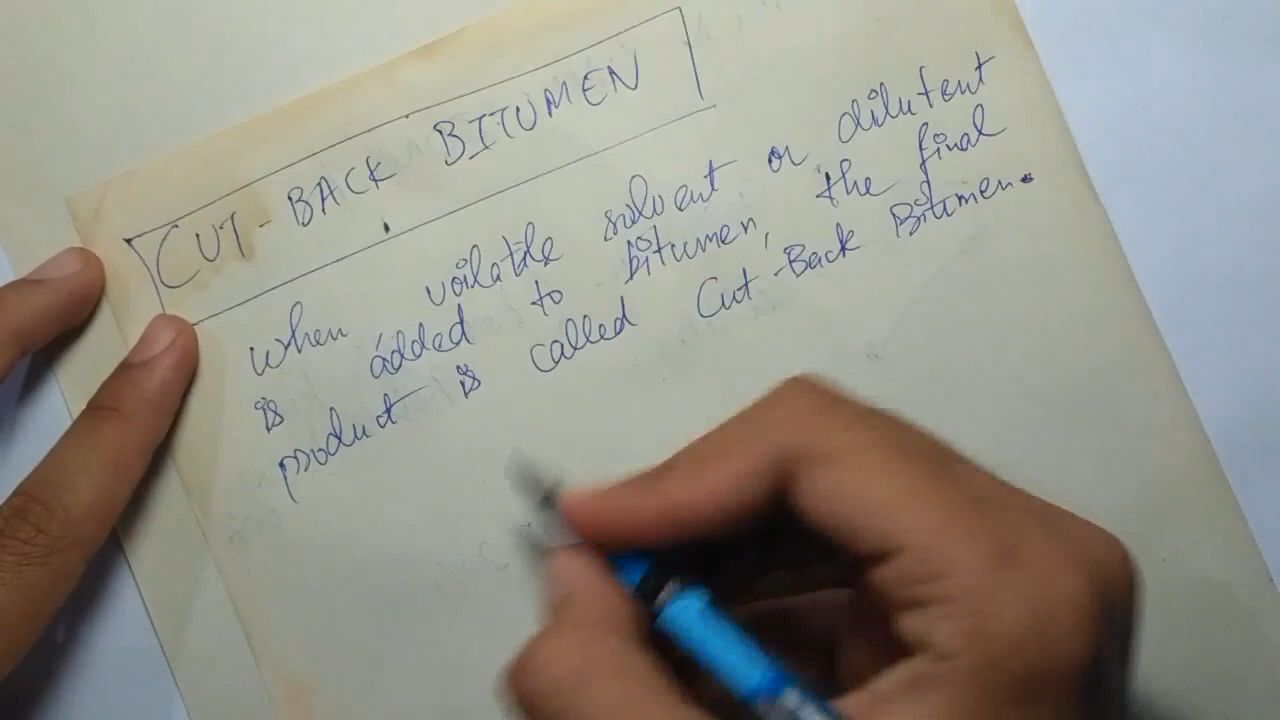 CUT-BACK BITUMEN
When voilatile solvent or dilutent
is added to bitumen, the final
product is called Cut-Back Bitumen.